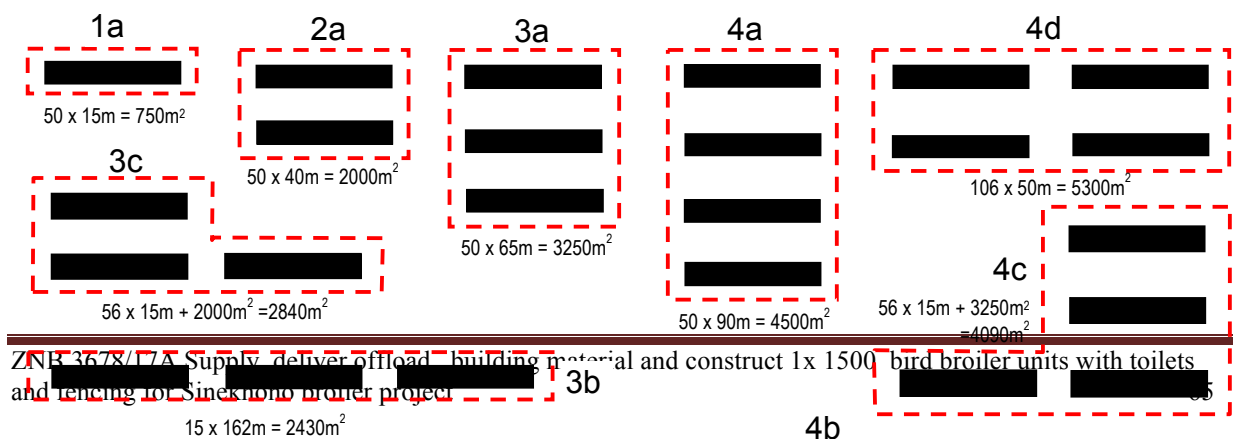 1a
2a
3a
4a
4d
50 x 15m = 750m²
50 x 40m = 2000m²
106 x 50m = 5300m²
3c
50 x 65m = 3250m²
4c
56 x 15m + 2000m² =2840m²
56 x 15m + 3250m²
=4090m²
50 x 90m = 4500m²
ZNB 3678/17A Supply, deliver offload, building material and construct 1x 1500 bird broiler units with toilets
and fencing for Sinekhono broiler project
3b
15 x 162m = 2430m²
4b